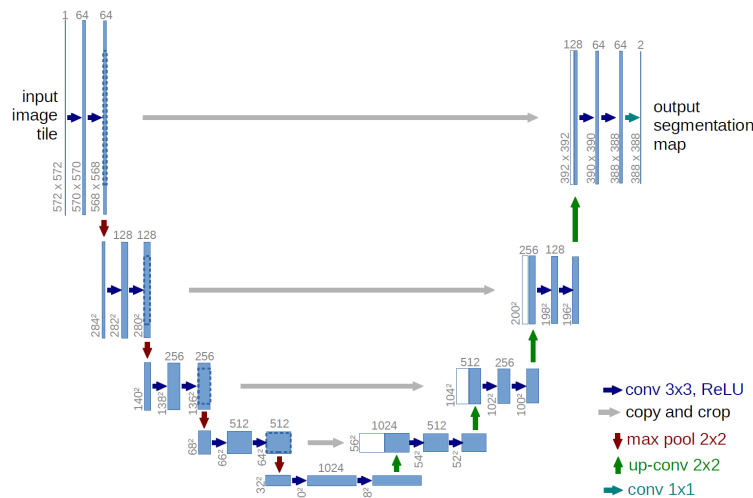 1 64 64
128 64 64 2
input
image
tile
output
segmentation
map
572 x 572
570 x 570
568 x 568
392 x 392
390 x 390
388 x 388
388 x 388
128 128
256 128
284²
282²
280²
200²
198²
196²
256 256
512 256
140²
138²
136²
104²
102²
100²
512 512
1024 512
68²
66²
64²
56²
54²
52²
1024
32²
0²
8²
conv 3x3, ReLU
copy and crop
max pool 2x2
up-conv 2x2
conv 1x1